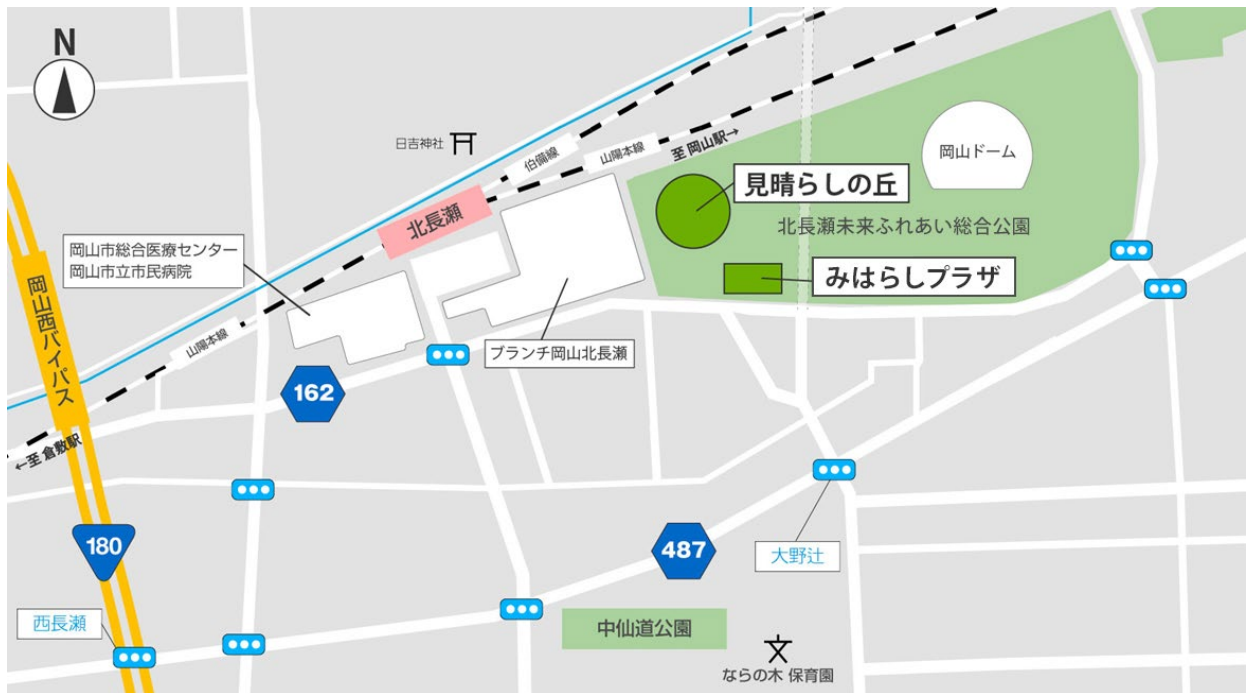 N
日吉神社
伯備線
山陽本線
至 岡山駅→
岡山ドーム
見晴らしの丘
北長瀬未来ふれあい総合公園
みはらしプラザ
北長瀬
岡山市総合医療センター
岡山市立市民病院
岡山西バイパス
山陽本線
ブランチ岡山北長瀬
162
←至 倉敷駅
180
487
大野辻
西長瀬
中仙道公園
ならの木 保育園